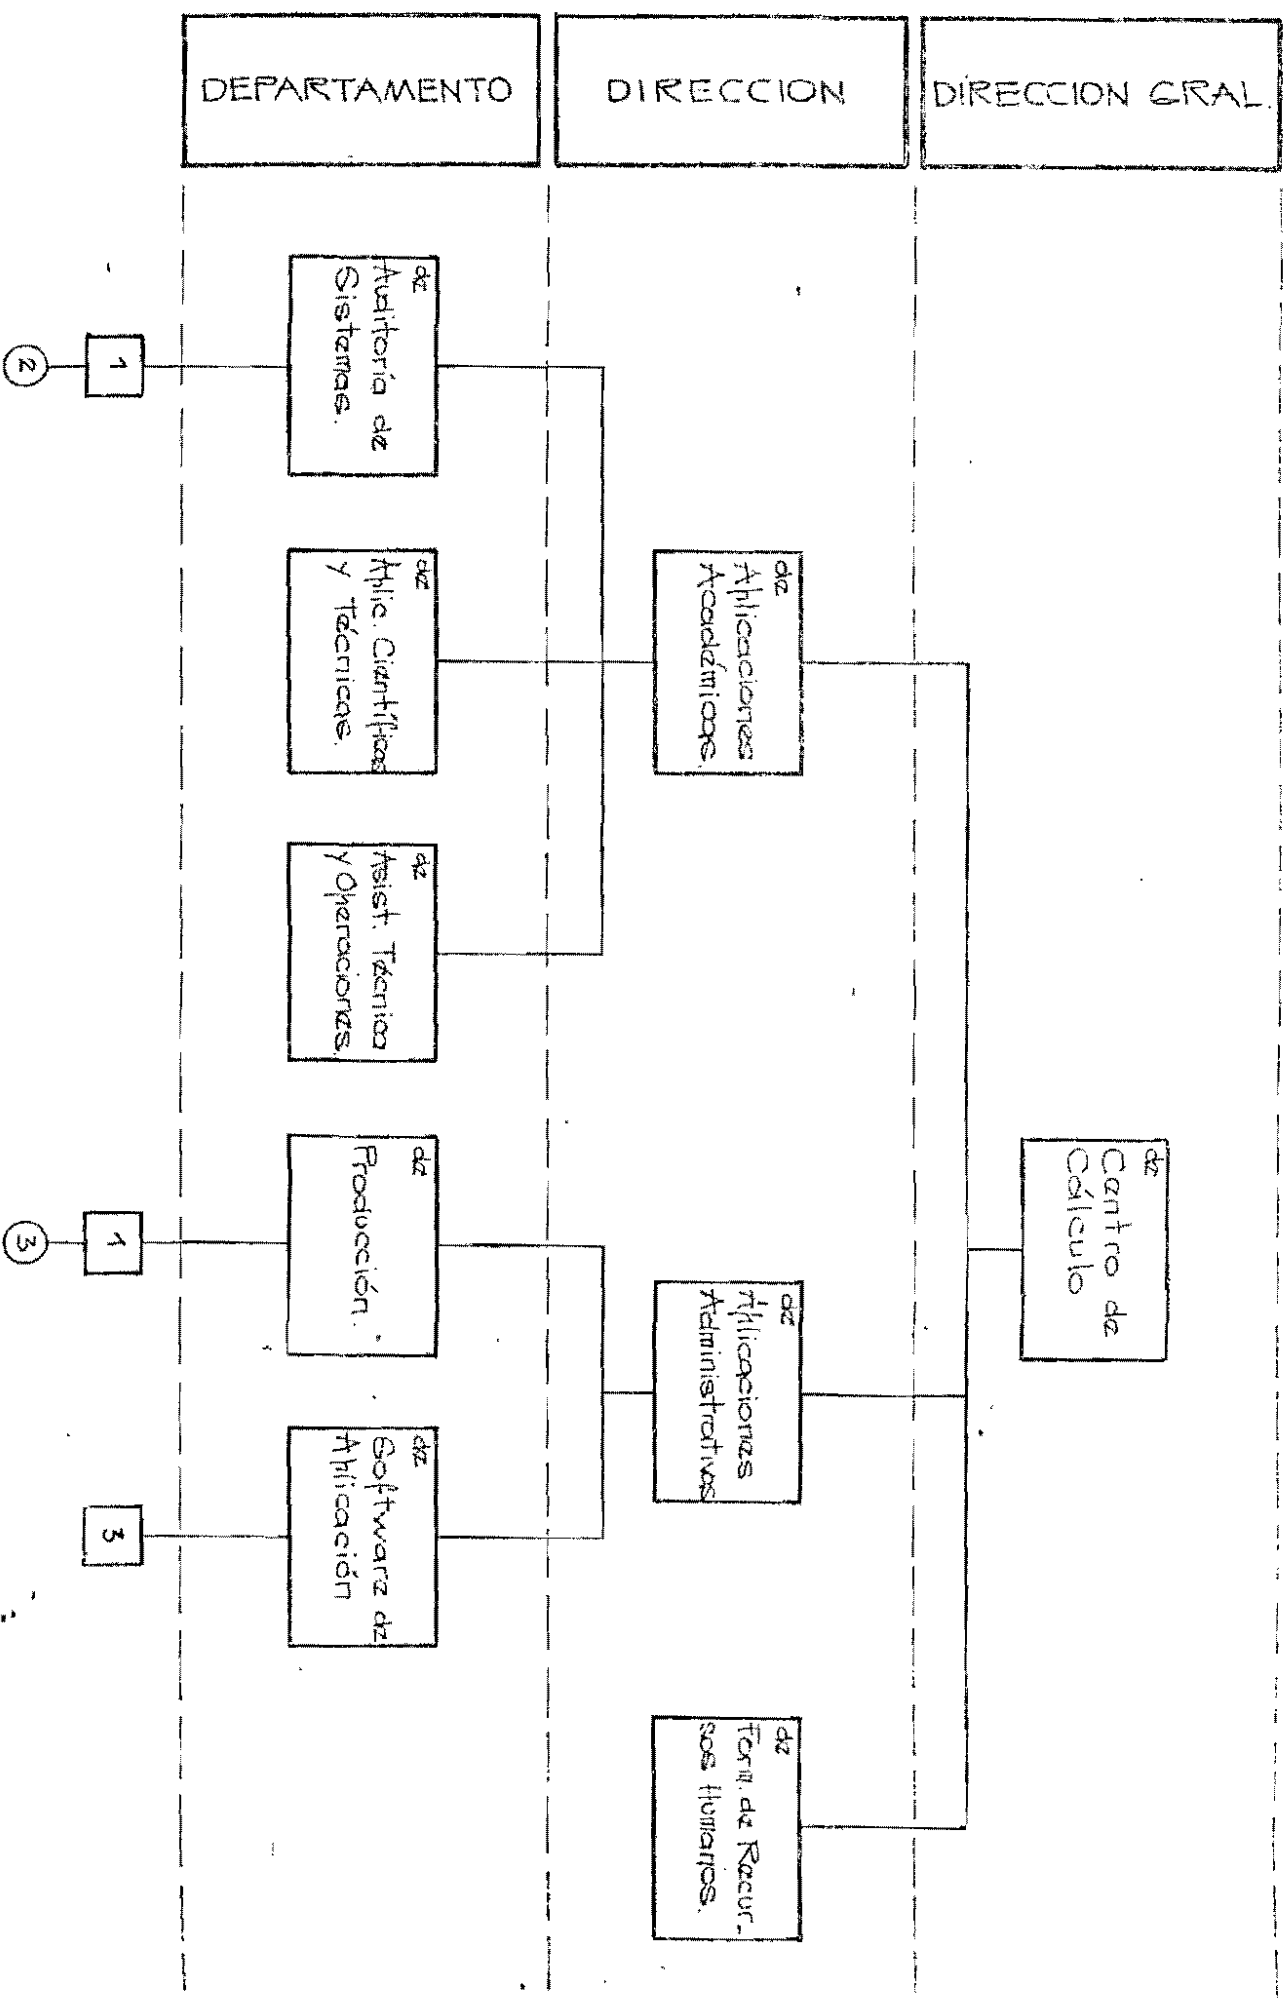 DIRECCION GRAL.
de
Centro de
Cálculo
DIRECCION
de
Aplicaciones
Académicas.
de
Aplicaciones
Administrativas
de
Form. de Recur-
sos Humanos.
DEPARTAMENTO
de
Auditoría de
Sistemas.
de
Aplic. Científicas
y Técnicas.
de
Asist. Técnica
y Operaciones.
de
Producción.
de
Software de
Aplicación
1
2
1
3
3